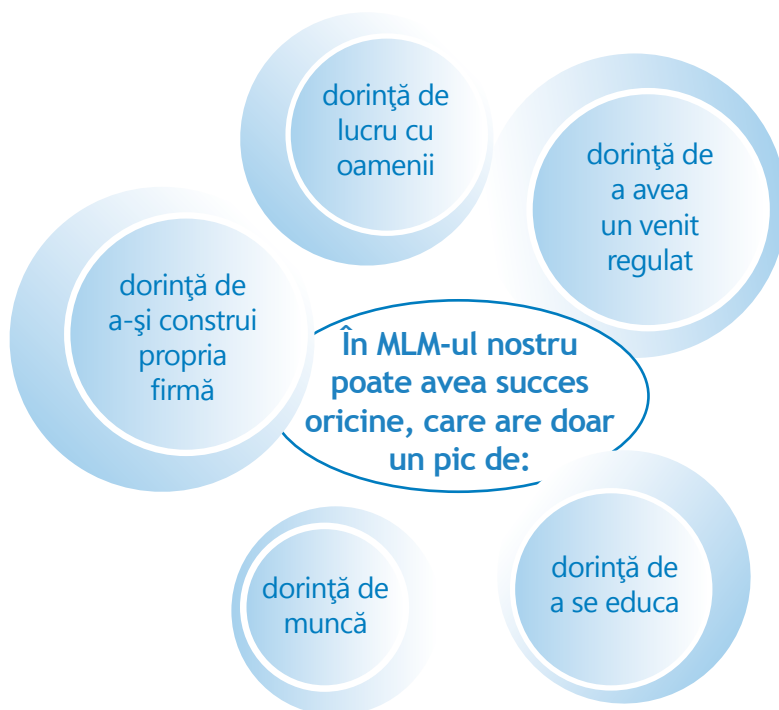 dorinţă de
lucru cu
oamenii
dorinţă de
a avea
un venit
regulat
dorinţă de
a-şi construi
propria
firmă
În MLM-ul nostru
poate avea succes
oricine, care are doar
un pic de:
dorinţă de
muncă
dorinţă de
a se educa